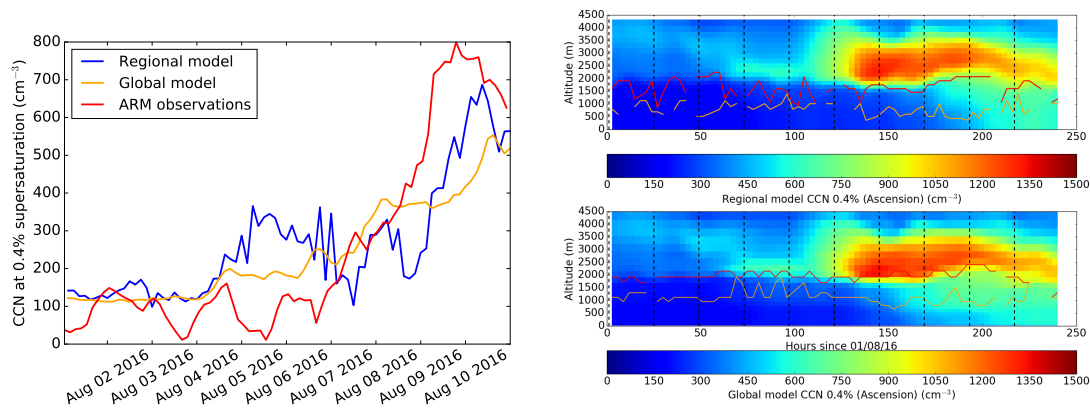 CCN at 0.4% supersaturation (cm⁻³)
800
700
600
500
400
300
200
100
0
Regional model
Global model
ARM observations
Aug 02 2016
Aug 03 2016
Aug 04 2016
Aug 05 2016
Aug 06 2016
Aug 07 2016
Aug 08 2016
Aug 09 2016
Aug 10 2016
Altitude (m)
4500
4000
3500
3000
2500
2000
1500
1000
500
0
0 50 100 150 200 250
0 150 300 450 600 750 900 1050 1200 1350 1500
Regional model CCN 0.4% (Ascension) (cm⁻³)
Altitude (m)
4500
4000
3500
3000
2500
2000
1500
1000
500
0
0 50 100 150 200 250
Hours since 01/08/16
0 150 300 450 600 750 900 1050 1200 1350 1500
Global model CCN 0.4% (Ascension) (cm⁻³)